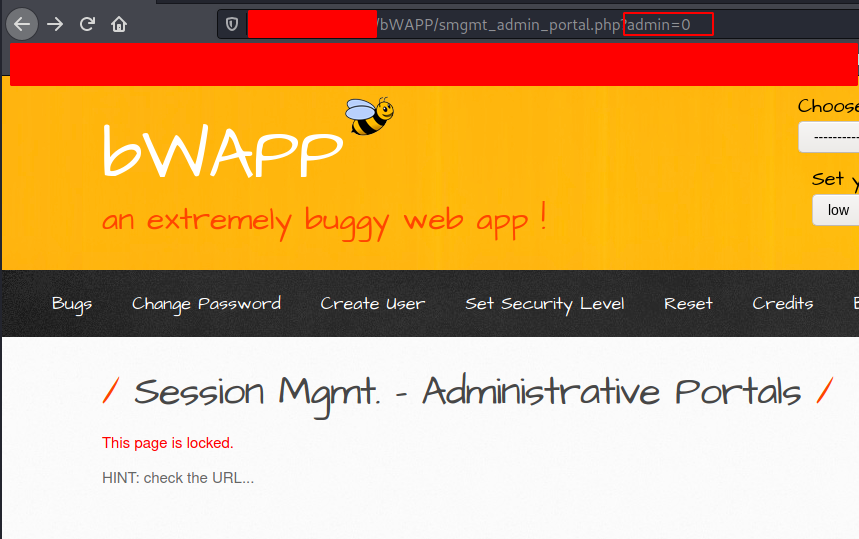 /bWAPP/smgmt_admin_portal.php?admin=0
bWAPP
an extremely buggy web app !
Choose
----------
Set
low
Bugs Change Password Create User Set Security Level Reset Credits
/ Session Mgmt. - Administrative Portals /
This page is locked.
HINT: check the URL...